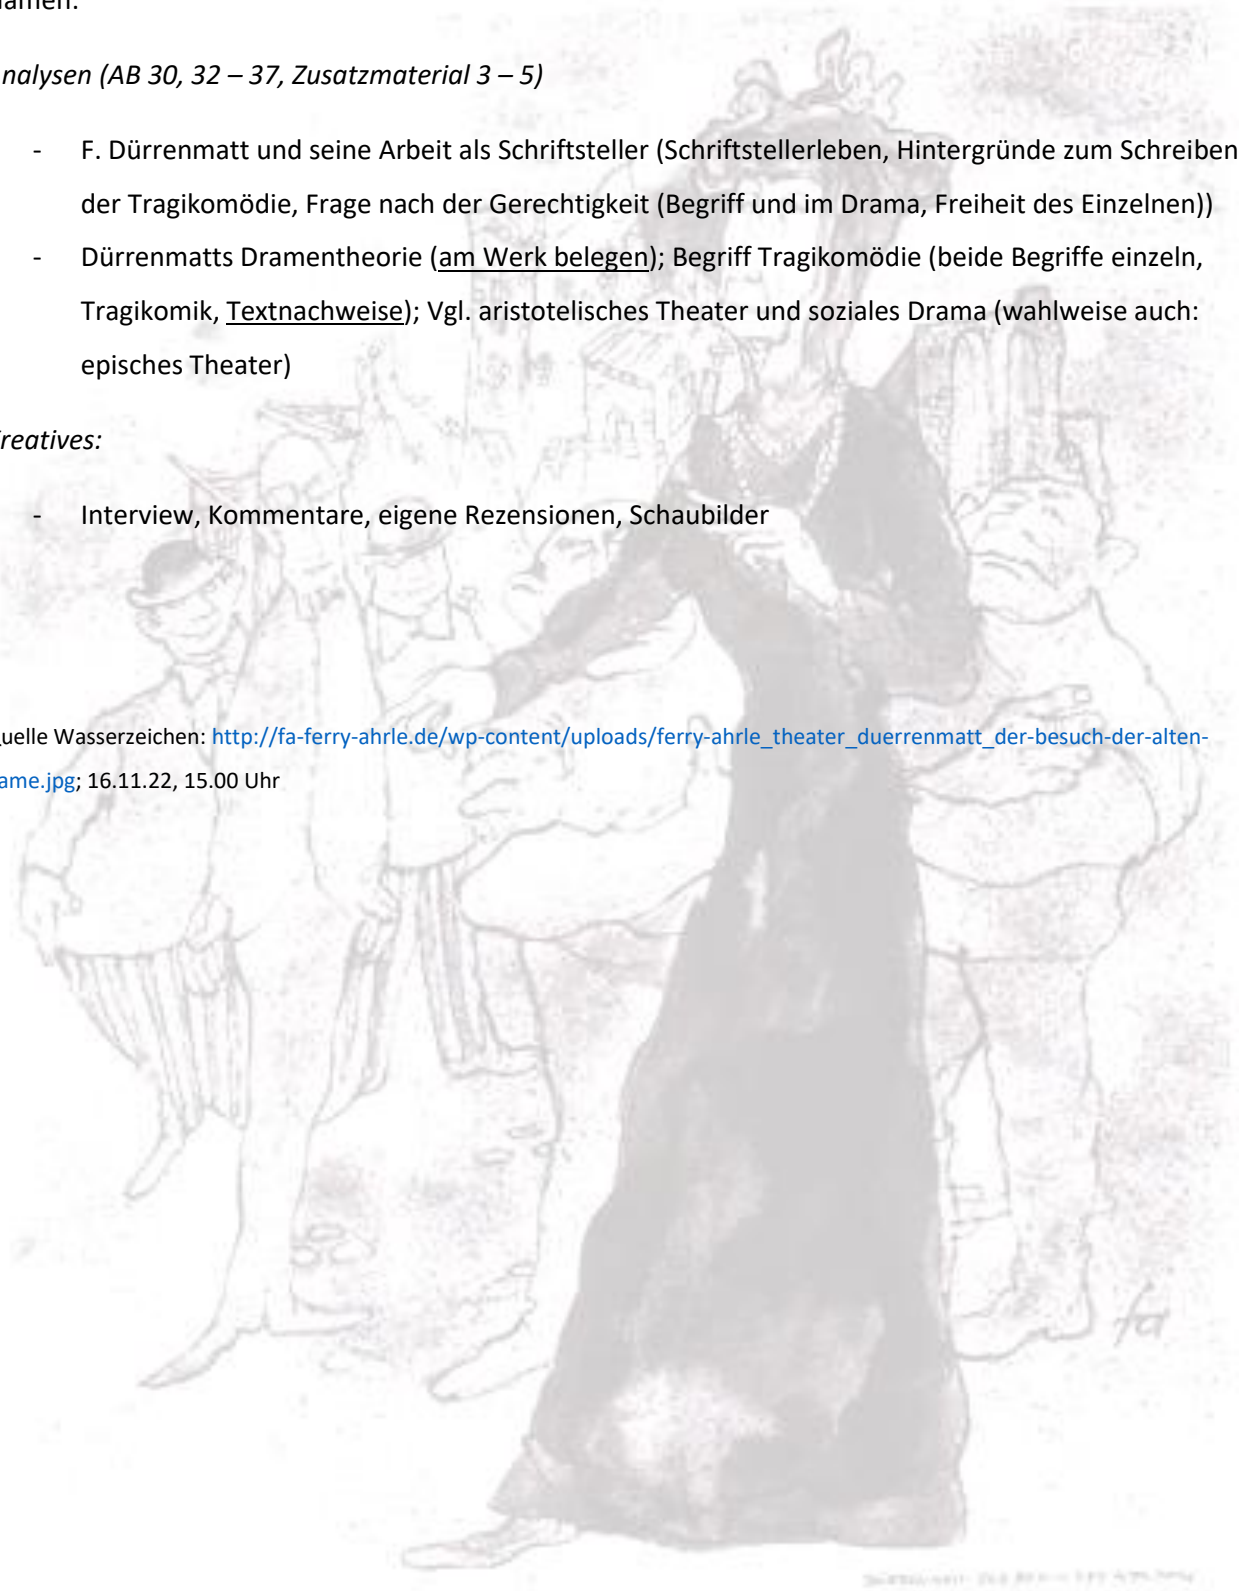 nalysen (AB 30, 32 – 37, Zusatzmaterial 3 – 5)
- F. Dürrenmatt und seine Arbeit als Schriftsteller (Schriftstellerleben, Hintergründe zum Schreiben
der Tragikomödie, Frage nach der Gerechtigkeit (Begriff und im Drama, Freiheit des Einzelnen))
- Dürrenmatts Dramentheorie (am Werk belegen); Begriff Tragikomödie (beide Begriffe einzeln,
Tragikomik, Textnachweise); Vgl. aristotelisches Theater und soziales Drama (wahlweise auch:
episches Theater)
reatives:
- Interview, Kommentare, eigene Rezensionen, Schaubilder
uelle Wasserzeichen: http://fa-ferry-ahrle.de/wp-content/uploads/ferry-ahrle_theater_duerrenmatt_der-besuch-der-alten-
ame.jpg; 16.11.22, 15.00 Uhr
fa